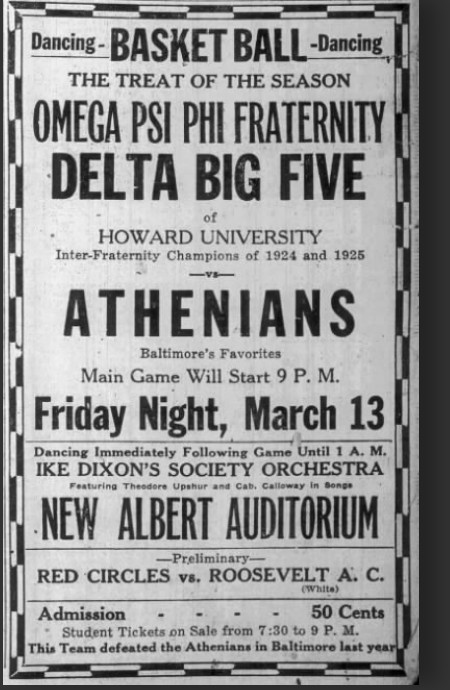 Dancing - BASKET BALL - Dancing
THE TREAT OF THE SEASON
OMEGA PSI PHI FRATERNITY
DELTA BIG FIVE
of
HOWARD UNIVERSITY
Inter-Fraternity Champions of 1924 and 1925
—vs—
ATHENIANS
Baltimore's Favorites
Main Game Will Start 9 P. M.
Friday Night, March 13
Dancing Immediately Following Game Until 1 A. M.
IKE DIXON'S SOCIETY ORCHESTRA
Featuring Theodore Upshur and Cab. Calloway in Songs
NEW ALBERT AUDITORIUM
—Preliminary—
RED CIRCLES vs. ROOSEVELT A. C.
(White)
Admission - - - - 50 Cents
Student Tickets on Sale from 7:30 to 9 P. M.
This Team defeated the Athenians in Baltimore last year